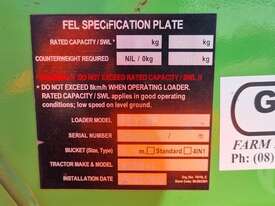 FEL SPECIFICATION PLATE
RATED CAPACITY / SWL * kg kg
COUNTERWEIGHT REQUIRED NIL / 0kg kg
DO NOT EXCEED RATED CAPACITY / SWL !!
* DO NOT EXCEED 8km/h WHEN OPERATING LOADER.
RATED CAPACITY / SWL applies in good operating
conditions; low speed on level ground.
LOADER MODEL
SERIAL NUMBER /
BUCKET (SIZE, Type) m Standard 4IN1
TRACTOR MAKE & MODEL
INSTALLATION DATE
G
FARM
Ph: (08)